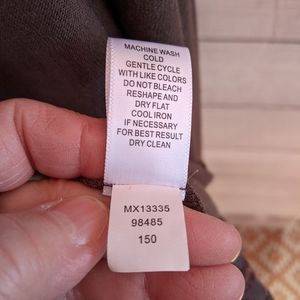 MACHINE WASH
COLD
GENTLE CYCLE
WITH LIKE COLORS
DO NOT BLEACH
RESHAPE AND
DRY FLAT
COOL IRON
IF NECESSARY
FOR BEST RESULT
DRY CLEAN
MX13335
98485
150